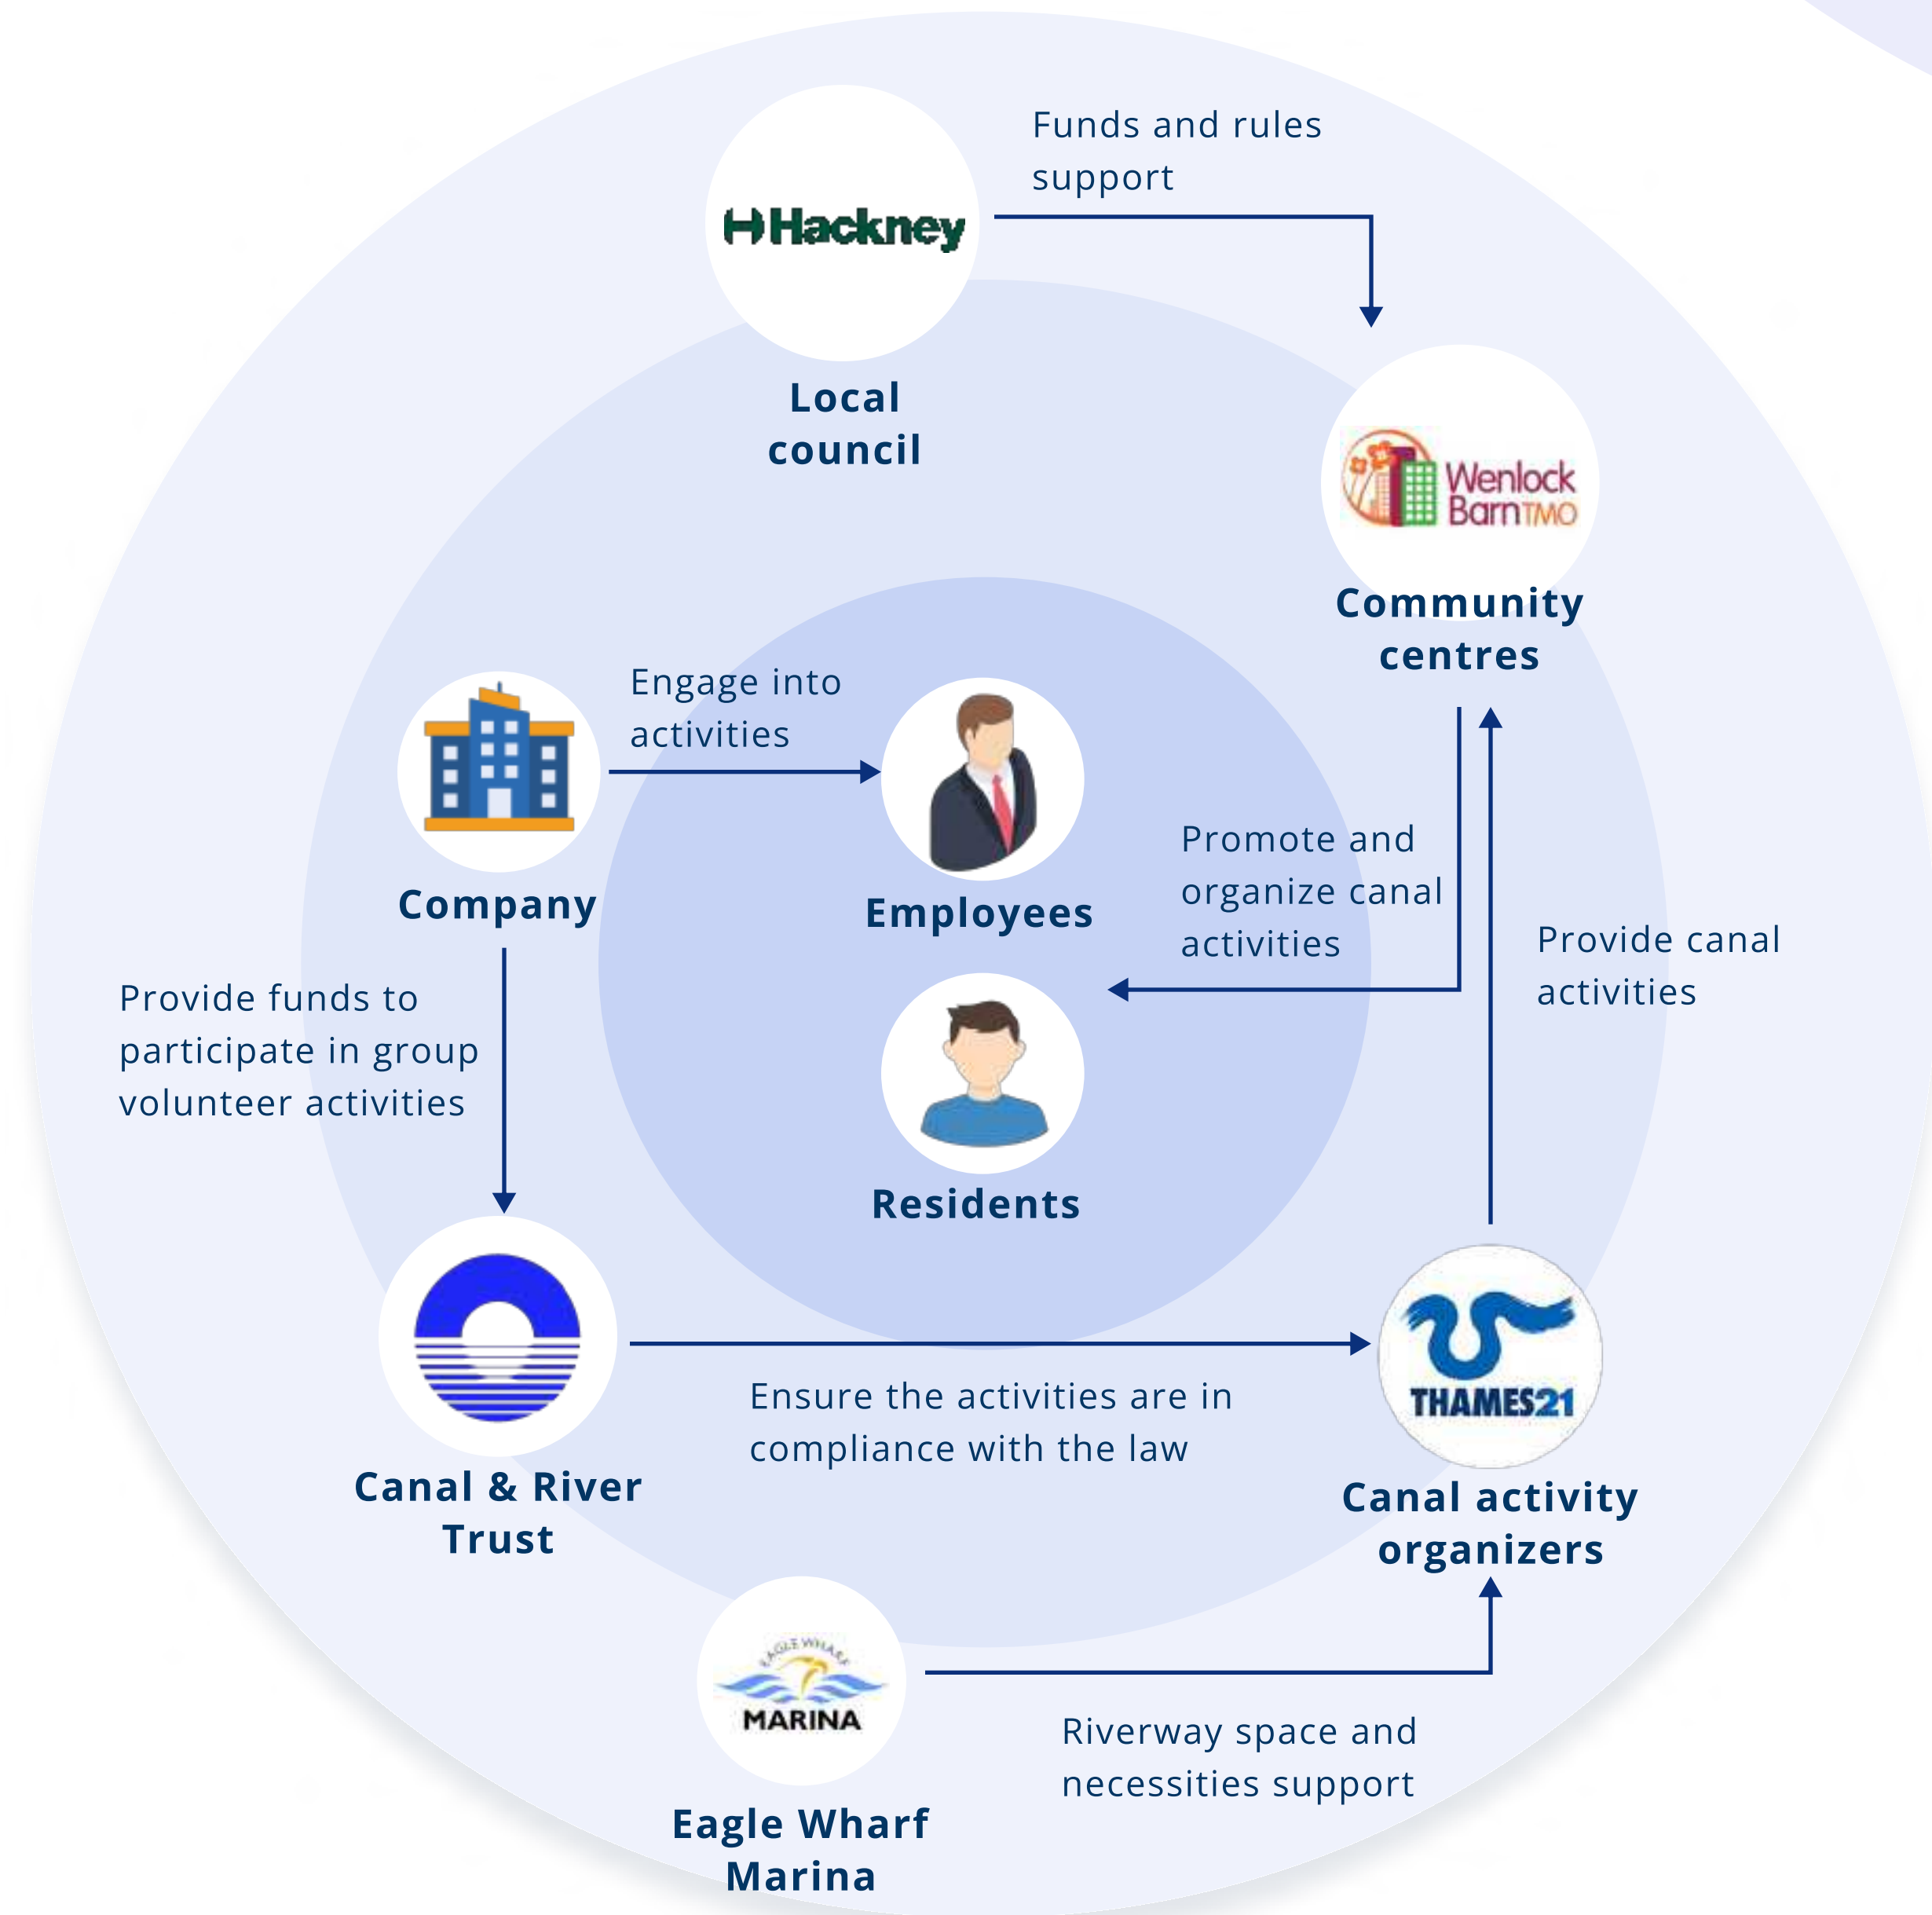 Funds and rules
support
Hackney
Local
council
Wenlock
BarnTMO
Community
centres
Engage into
activities
Company
Employees
Promote and
organize canal
activities
Provide canal
activities
Provide funds to
participate in group
volunteer activities
Residents
THAMES21
Ensure the activities are in
compliance with the law
Canal & River
Trust
Canal activity
organizers
EAGLE WHARF
MARINA
Riverway space and
necessities support
Eagle Wharf
Marina